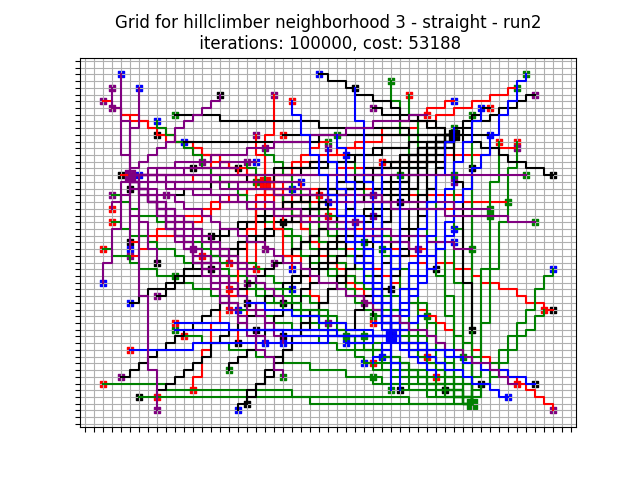 Grid for hillclimber neighborhood 3 - straight - run2
iterations: 100000, cost: 53188